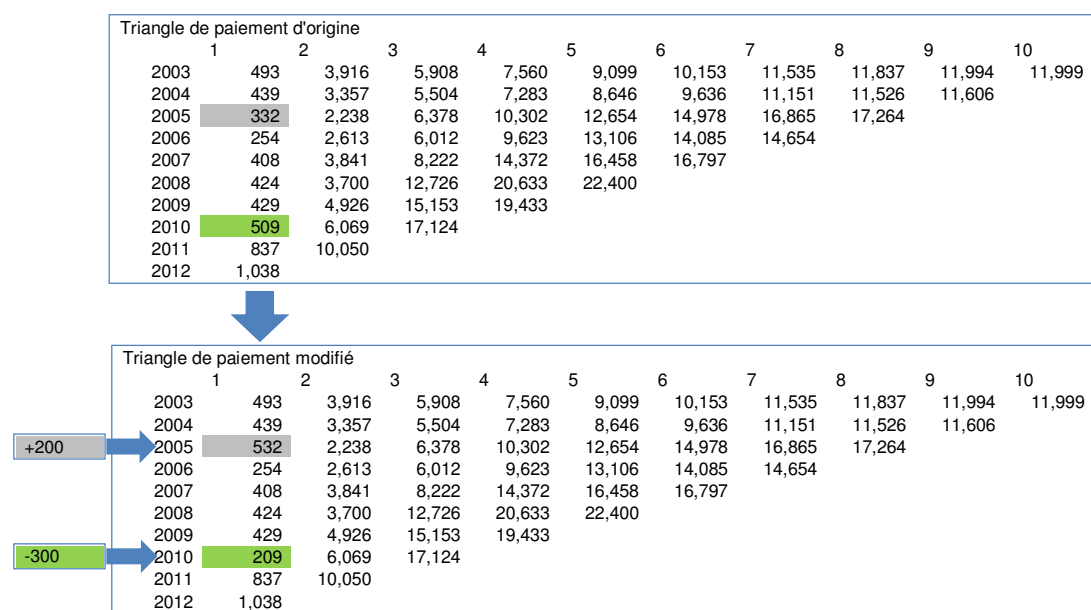 Triangle de paiement d'origine
1 2 3 4 5 6 7 8 9 10
2003 493 3,916 5,908 7,560 9,099 10,153 11,535 11,837 11,994 11,999
2004 439 3,357 5,504 7,283 8,646 9,636 11,151 11,526 11,606
2005 332 2,238 6,378 10,302 12,654 14,978 16,865 17,264
2006 254 2,613 6,012 9,623 13,106 14,085 14,654
2007 408 3,841 8,222 14,372 16,458 16,797
2008 424 3,700 12,726 20,633 22,400
2009 429 4,926 15,153 19,433
2010 509 6,069 17,124
2011 837 10,050
2012 1,038
Triangle de paiement modifié
1 2 3 4 5 6 7 8 9 10
2003 493 3,916 5,908 7,560 9,099 10,153 11,535 11,837 11,994 11,999
2004 439 3,357 5,504 7,283 8,646 9,636 11,151 11,526 11,606
+200 2005 532 2,238 6,378 10,302 12,654 14,978 16,865 17,264
2006 254 2,613 6,012 9,623 13,106 14,085 14,654
2007 408 3,841 8,222 14,372 16,458 16,797
2008 424 3,700 12,726 20,633 22,400
2009 429 4,926 15,153 19,433
-300 2010 209 6,069 17,124
2011 837 10,050
2012 1,038